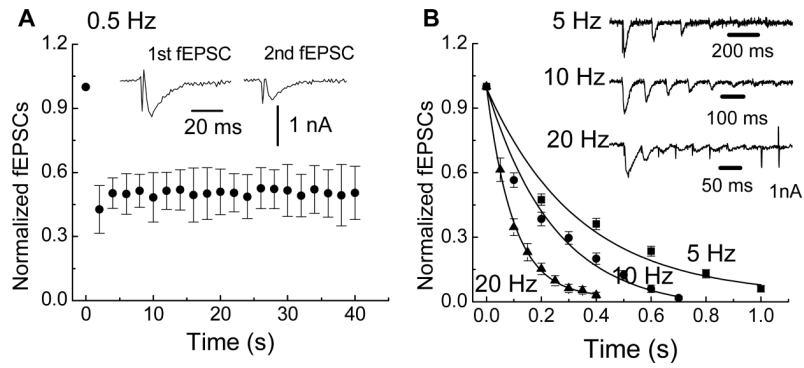 A
0.5 Hz
1st fEPSC
2nd fEPSC
20 ms
1 nA
Normalized fEPSCs
1.2
0.9
0.6
0.3
0.0
0
10
20
30
40
Time (s)
B
5 Hz
200 ms
10 Hz
100 ms
20 Hz
50 ms
1nA
Normalized fEPSCs
1.2
0.9
0.6
0.3
0.0
5 Hz
10 Hz
20 Hz
0.0
0.2
0.4
0.6
0.8
1.0
Time (s)